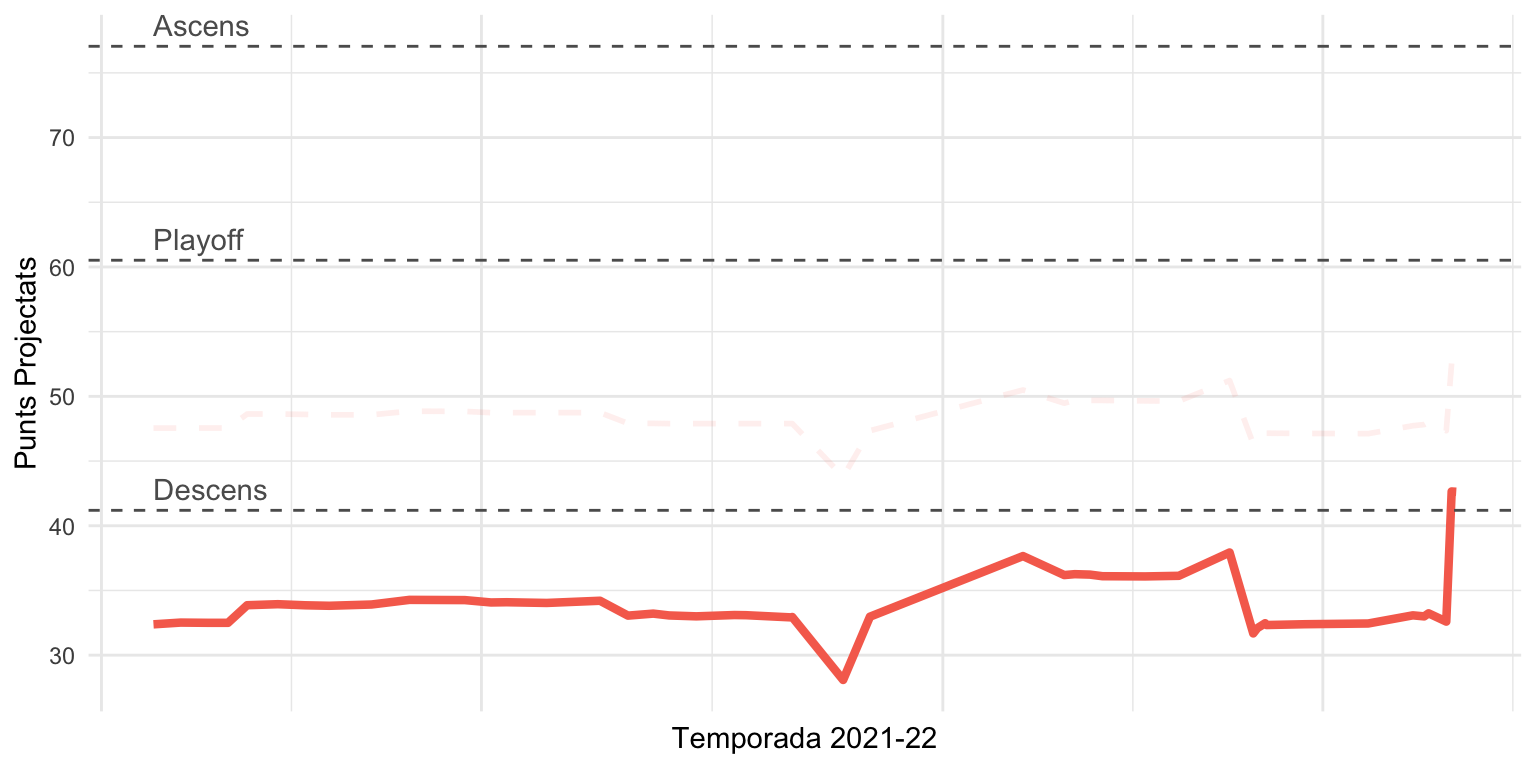 Ascens
70
Playoff
60
Punts Projectats
50
Descens
40
30
Temporada 2021-22